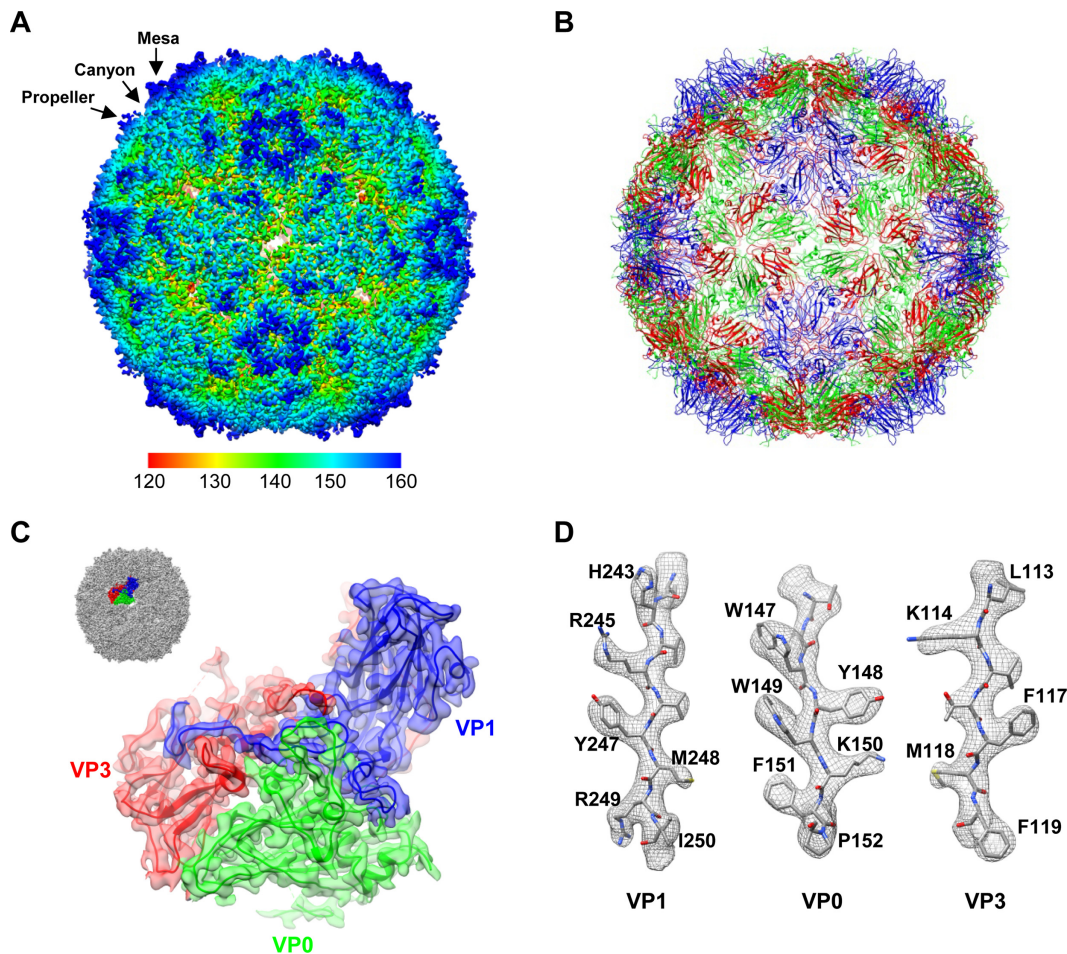 A
Mesa
Canyon
Propeller
120 130 140 150 160
B
C
VP3
VP1
VP0
D
H243
R245
Y247
M248
R249
I250
VP1
W147
Y148
W149
K150
F151
P152
VP0
L113
K114
F117
M118
F119
VP3